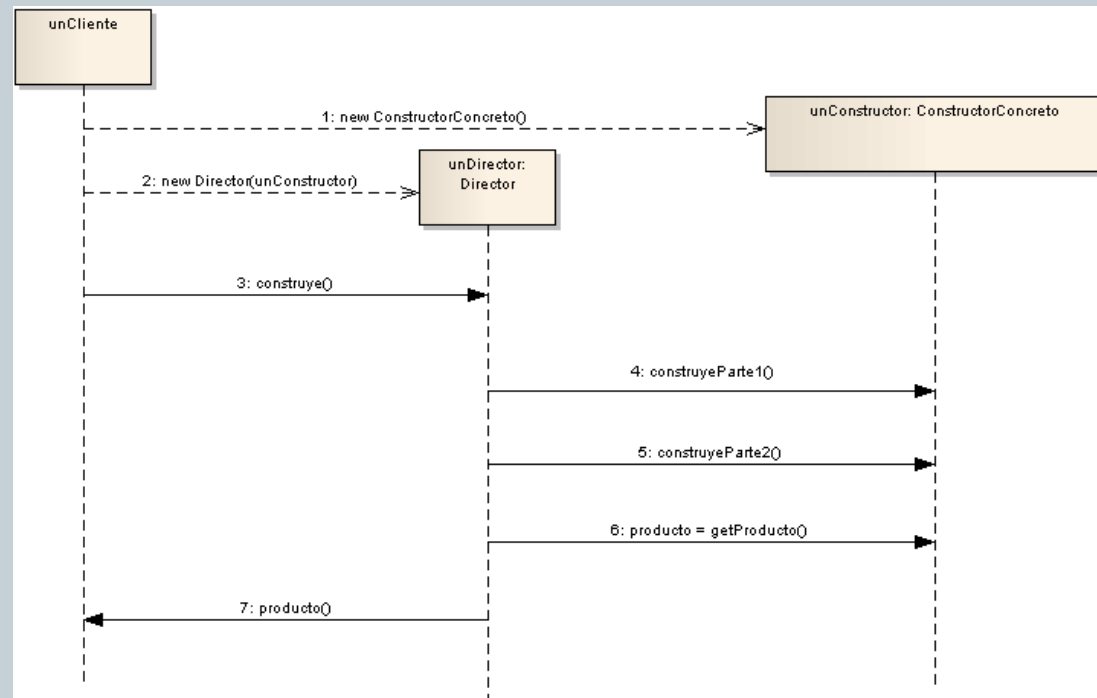 unCliente
1: new ConstructorConcreto()
unConstructor: ConstructorConcreto
2: new Director(unConstructor)
unDirector:
Director
3: construye()
4: construyeParte1()
5: construyeParte2()
6: producto = getProducto()
7: producto()